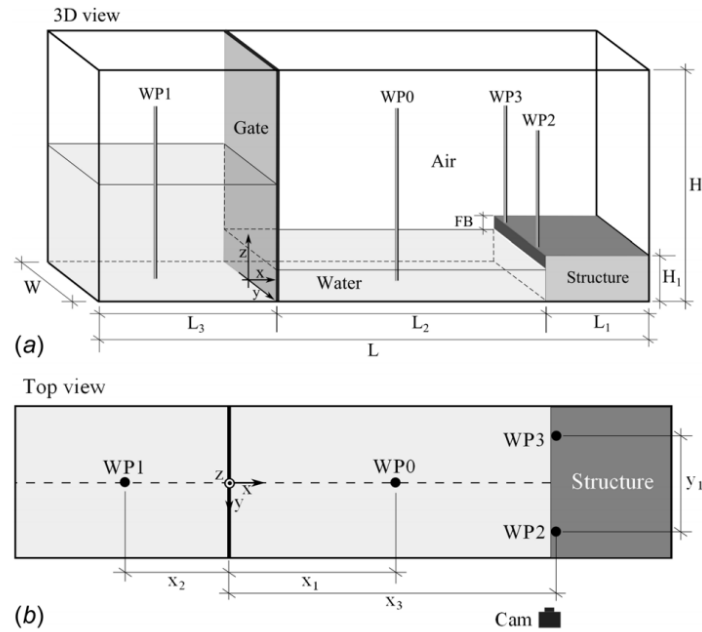 3D view
WP1
WP0
WP3
WP2
Gate
Air
H
FB
z
x
y
Water
Structure
H₁
W
L₃
L₂
L₁
L
(a)
Top view
WP3
WP1
z
x
y
WP0
Structure
y₁
WP2
x₂
x₁
x₃
(b)
Cam